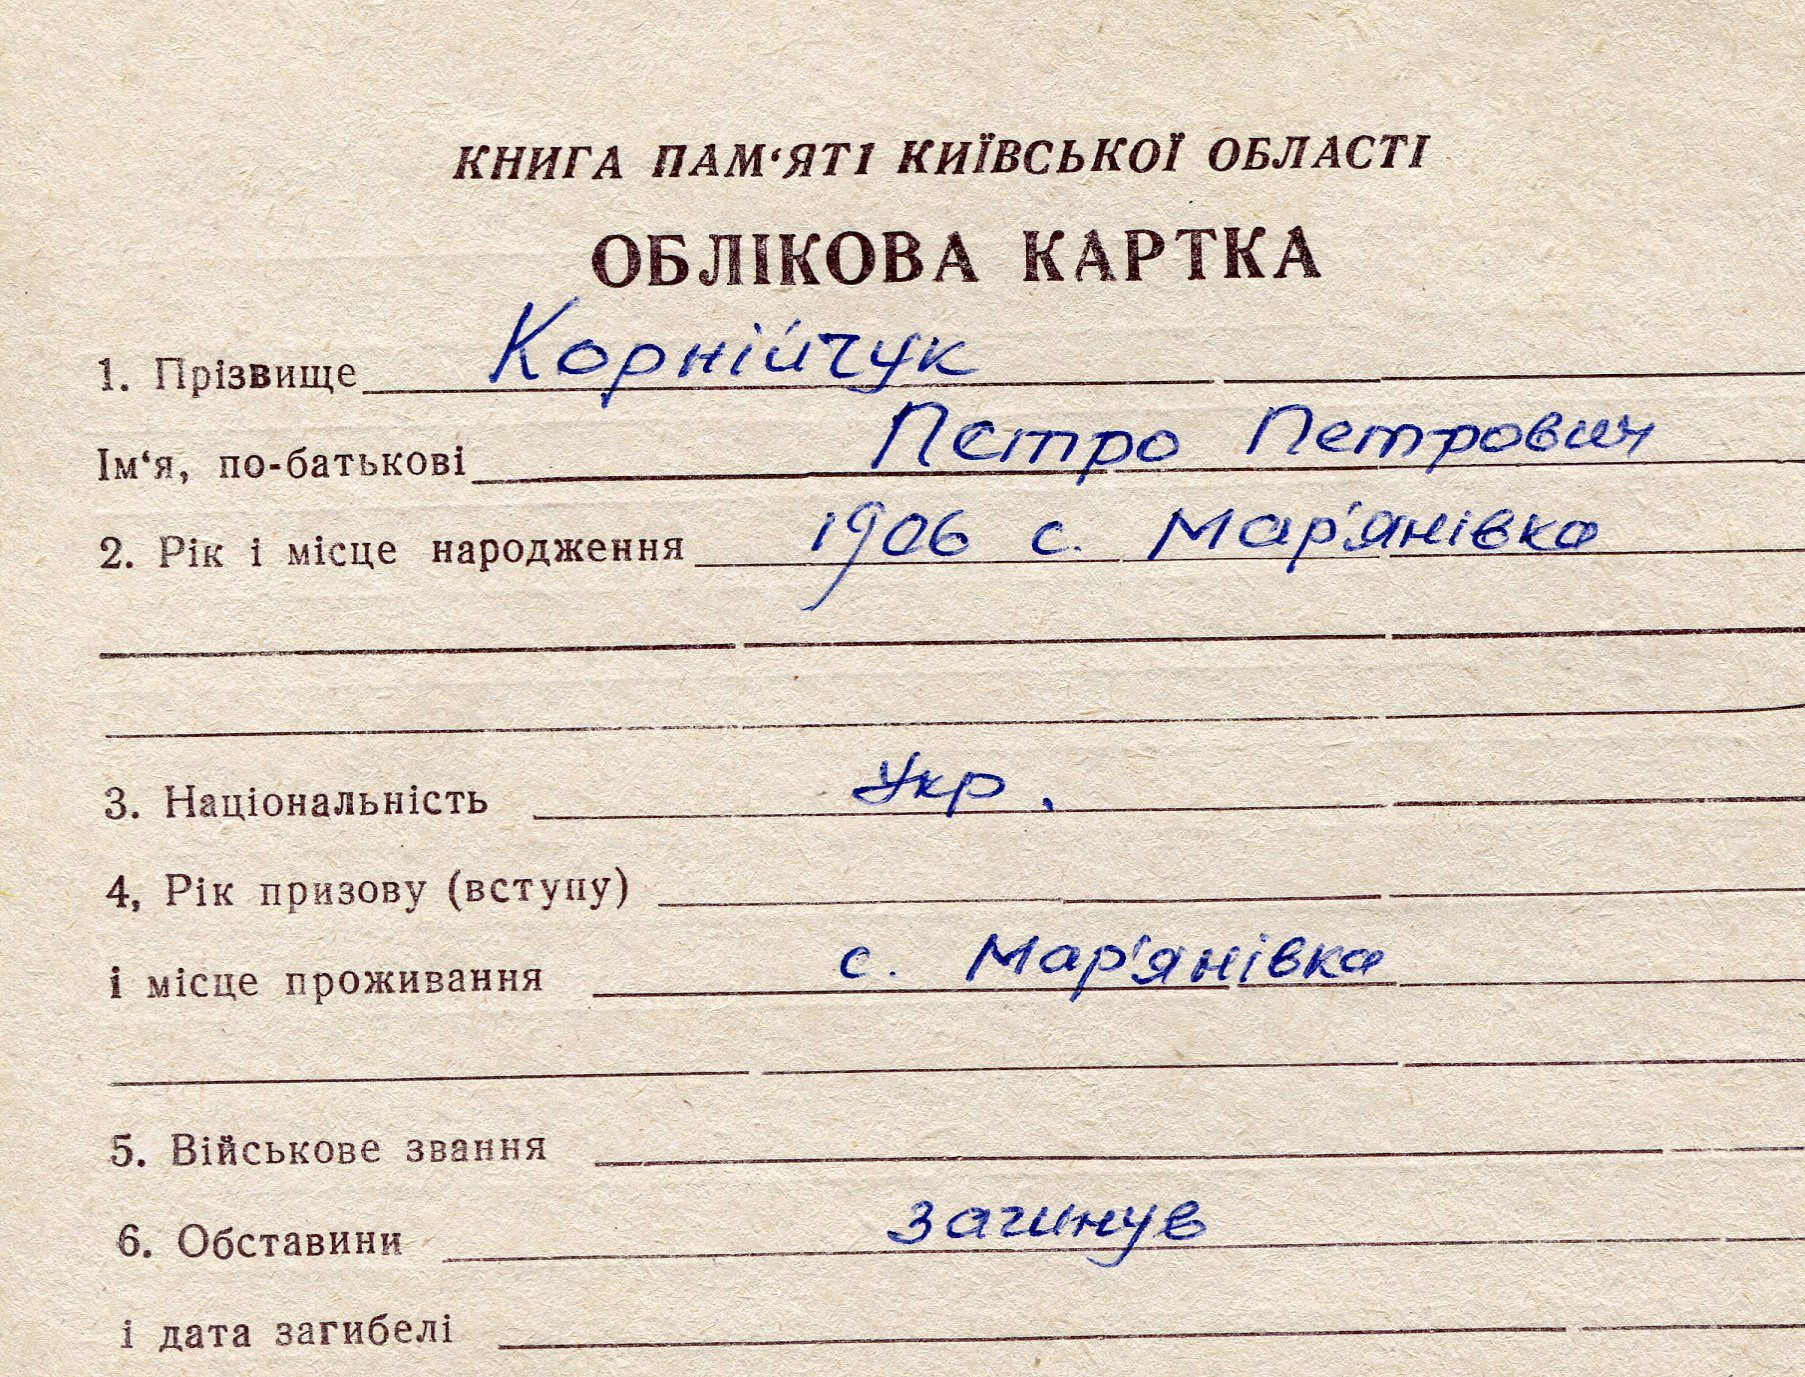 КНИГА ПАМ‘ЯТІ КИЇВСЬКОЇ ОБЛАСТІ
ОБЛІКОВА КАРТКА
1. Прізвище Корнійчук
Ім‘я, по-батькові Петро Петрович
2. Рік і місце народження 1906 с. Мар'янівка
3. Національність Укр.
4, Рік призову (вступу)
і місце проживання с. Мар'янівка
5. Військове звання
6. Обставини загинув
і дата загибелі